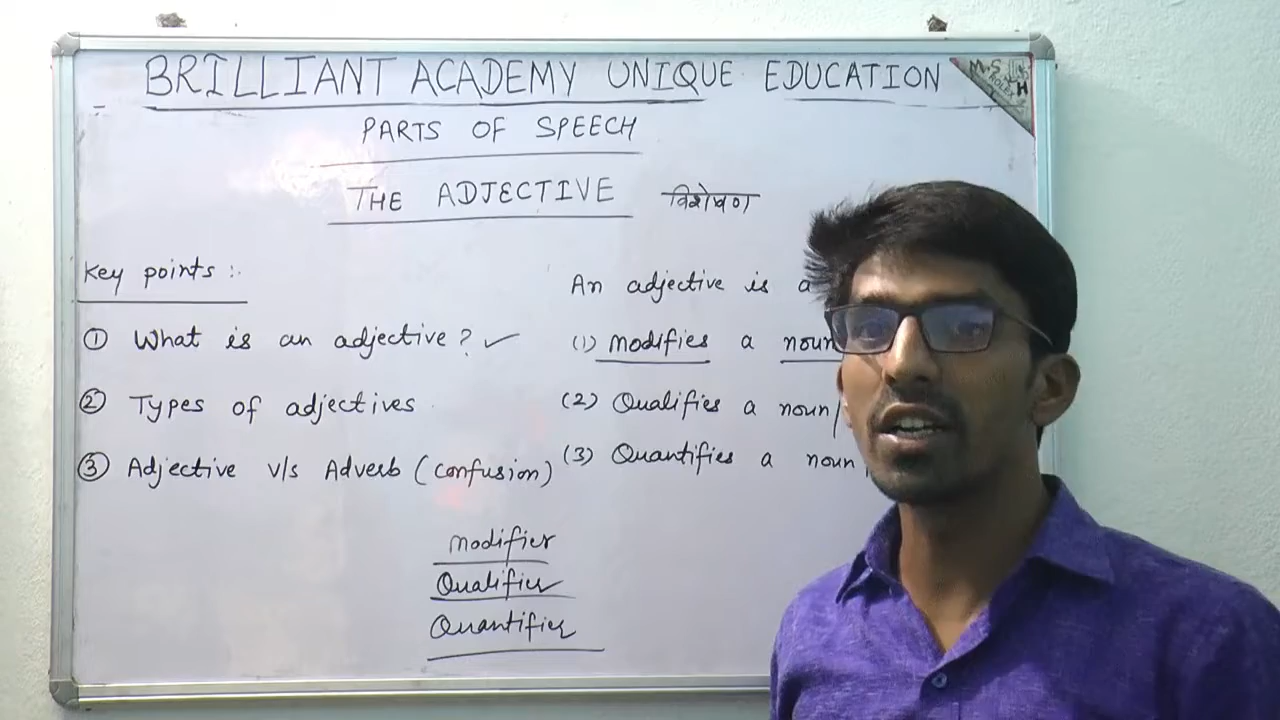 BRILLIANT ACADEMY UNIQUE EDUCATION
M.S
PARTS OF SPEECH
THE ADJECTIVE विशेषण
Key points :-
① What is an adjective? ✓
② Types of adjectives
③ Adjective v/s Adverb (confusion)
An adjective is a
(1) modifies a noun
(2) Qualifies a noun/
(3) Quantifies a noun
modifier
Qualifier
Quantifier